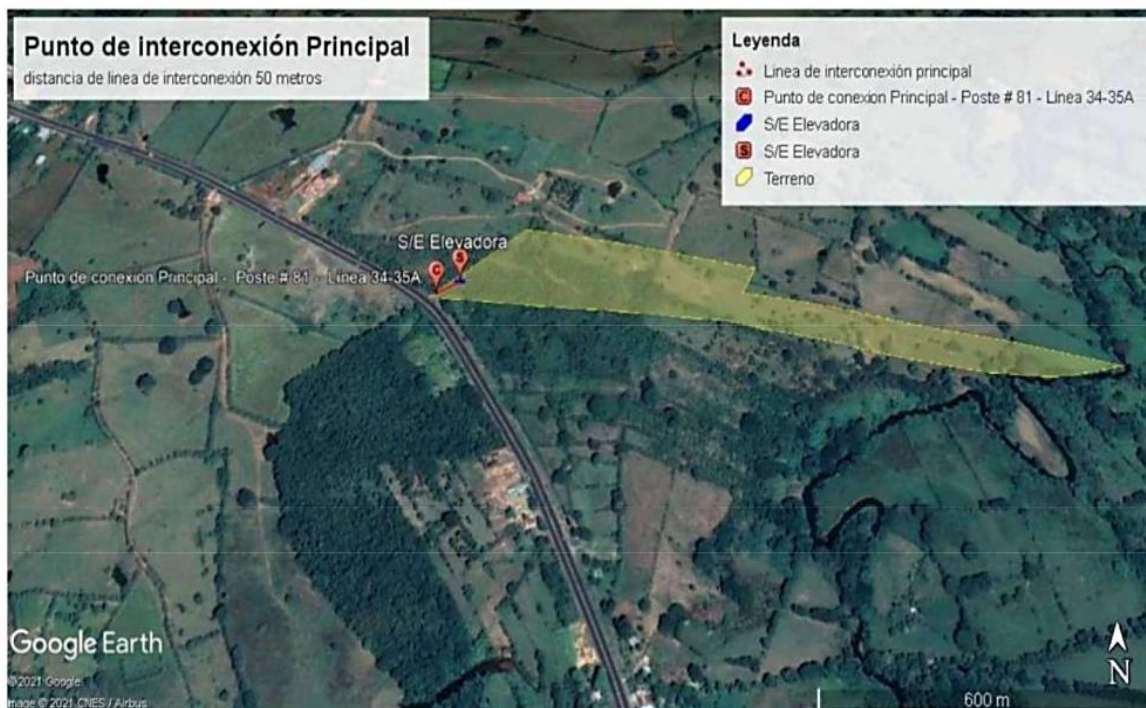 Punto de interconexión Principal
distancia de linea de interconexión 50 metros
Leyenda
Linea de interconexión principal
C Punto de conexion Principal - Poste # 81 - Línea 34-35A
S/E Elevadora
S S/E Elevadora
Terreno
S/E Elevadora
S
C
Punto de conexion Principal - Poste # 81 - Línea 34-35A
Google Earth
©2021 Google
Image © 2021 CNES / Airbus
N
600 m